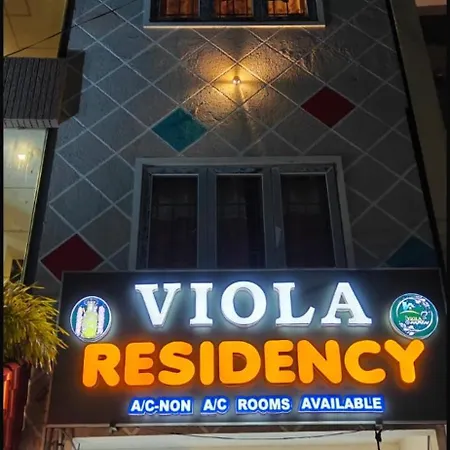 VIOLA
RESIDENCY
A/C-NON A/C ROOMS AVAILABLE